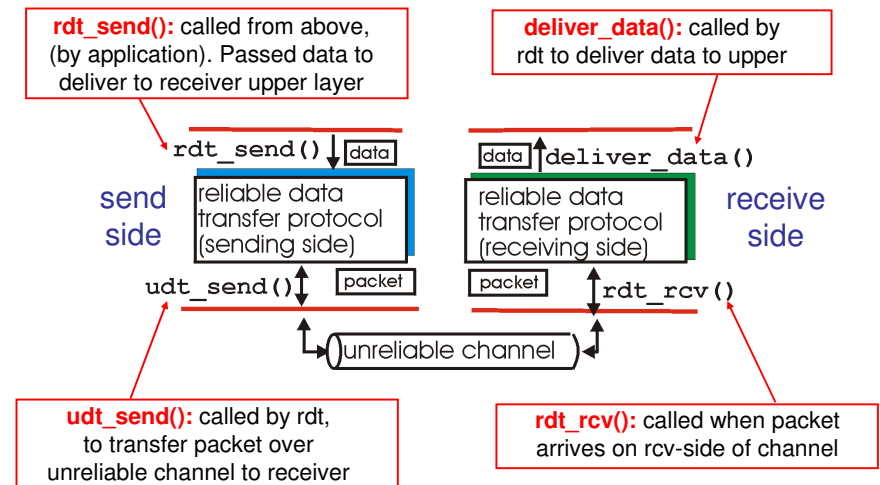 rdt_send(): called from above,
(by application). Passed data to
deliver to receiver upper layer
deliver_data(): called by
rdt to deliver data to upper
rdt_send()
data
data
deliver_data()
send
side
reliable data
transfer protocol
(sending side)
reliable data
transfer protocol
(receiving side)
receive
side
udt_send()
packet
packet
rdt_rcv()
unreliable channel
udt_send(): called by rdt,
to transfer packet over
unreliable channel to receiver
rdt_rcv(): called when packet
arrives on rcv-side of channel